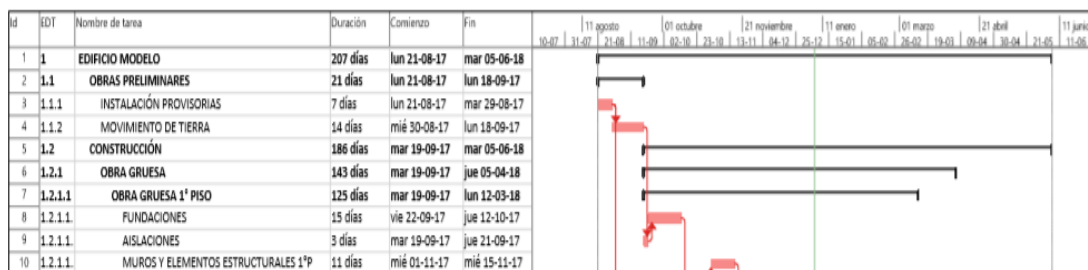 Id EDT Nombre de tarea Duración Comienzo Fin 11 agosto 01 octubre 21 noviembre 11 enero 01 marzo 21 abril 11 junio
10-07 31-07 21-08 11-09 02-10 23-10 13-11 04-12 25-12 15-01 05-02 26-02 19-03 09-04 30-04 21-05 11-06
1 1 EDIFICIO MODELO 207 días lun 21-08-17 mar 05-06-18
2 1.1 OBRAS PRELIMINARES 21 días lun 21-08-17 lun 18-09-17
3 1.1.1 INSTALACIÓN PROVISORIAS 7 días lun 21-08-17 mar 29-08-17
4 1.1.2 MOVIMIENTO DE TIERRA 14 días mié 30-08-17 lun 18-09-17
5 1.2 CONSTRUCCIÓN 186 días mar 19-09-17 mar 05-06-18
6 1.2.1 OBRA GRUESA 143 días mar 19-09-17 jue 05-04-18
7 1.2.1.1 OBRA GRUESA 1° PISO 125 días mar 19-09-17 lun 12-03-18
8 1.2.1.1. FUNDACIONES 15 días vie 22-09-17 jue 12-10-17
9 1.2.1.1. AISLACIONES 3 días mar 19-09-17 jue 21-09-17
10 1.2.1.1. MUROS Y ELEMENTOS ESTRUCTURALES 1°P 11 días mié 01-11-17 mié 15-11-17